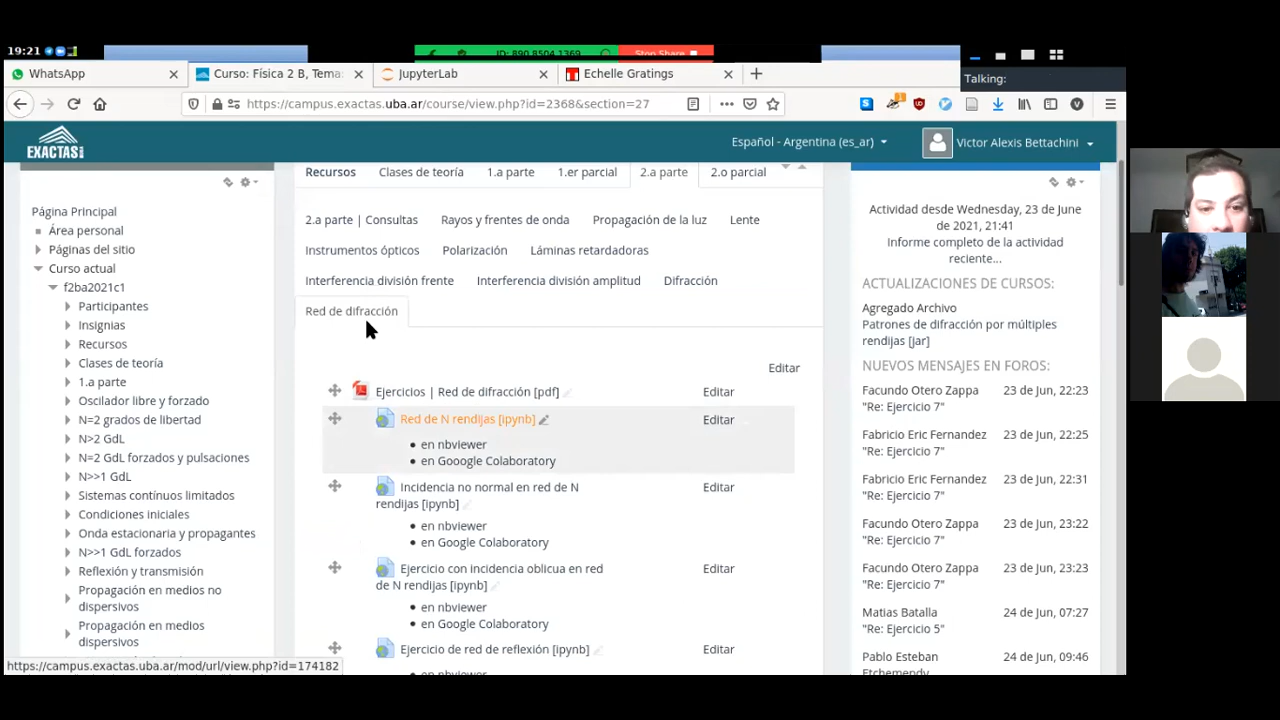 19:21
ID: 890 8504 1369
Stop Share
WhatsApp
Curso: Física 2 B, Tema:
JupyterLab
Echelle Gratings
Talking:
https://campus.exactas.uba.ar/course/view.php?id=2368&section=27
EXACTAS
Español - Argentina (es_ar)
Victor Alexis Bettachini
Página Principal
Área personal
Páginas del sitio
Curso actual
f2ba2021c1
Participantes
Insignias
Recursos
Clases de teoría
1.a parte
Oscilador libre y forzado
N=2 grados de libertad
N>2 GdL
N=2 GdL forzados y pulsaciones
N>>1 GdL
Sistemas contínuos limitados
Condiciones iniciales
Onda estacionaria y propagantes
N>>1 GdL forzados
Reflexión y transmisión
Propagación en medios no
dispersivos
Propagación en medios
dispersivos
https://campus.exactas.uba.ar/mod/url/view.php?id=174182
Recursos
Clases de teoría
1.a parte
1.er parcial
2.a parte
2.o parcial
2.a parte | Consultas
Rayos y frentes de onda
Propagación de la luz
Lente
Instrumentos ópticos
Polarización
Láminas retardadoras
Interferencia división frente
Interferencia división amplitud
Difracción
Red de difracción
Editar
Ejercicios | Red de difracción [pdf]
Editar
Red de N rendijas [ipynb]
Editar
en nbviewer
en Gooogle Colaboratory
Incidencia no normal en red de N
Editar
rendijas [ipynb]
en nbviewer
en Google Colaboratory
Ejercicio con incidencia oblicua en red
Editar
de N rendijas [ipynb]
en nbviewer
en Google Colaboratory
Ejercicio de red de reflexión [ipynb]
Editar
Actividad desde Wednesday, 23 de June
de 2021, 21:41
Informe completo de la actividad
reciente...
ACTUALIZACIONES DE CURSOS:
Agregado Archivo
Patrones de difracción por múltiples
rendijas [jar]
NUEVOS MENSAJES EN FOROS:
Facundo Otero Zappa 23 de Jun, 22:23
"Re: Ejercicio 7"
Fabricio Eric Fernandez 23 de Jun, 22:25
"Re: Ejercicio 7"
Fabricio Eric Fernandez 23 de Jun, 22:31
"Re: Ejercicio 7"
Facundo Otero Zappa 23 de Jun, 23:22
"Re: Ejercicio 7"
Facundo Otero Zappa 23 de Jun, 23:23
"Re: Ejercicio 7"
Matias Batalla 24 de Jun, 07:27
"Re: Ejercicio 5"
Pablo Esteban 24 de Jun, 09:46
Etchemendy